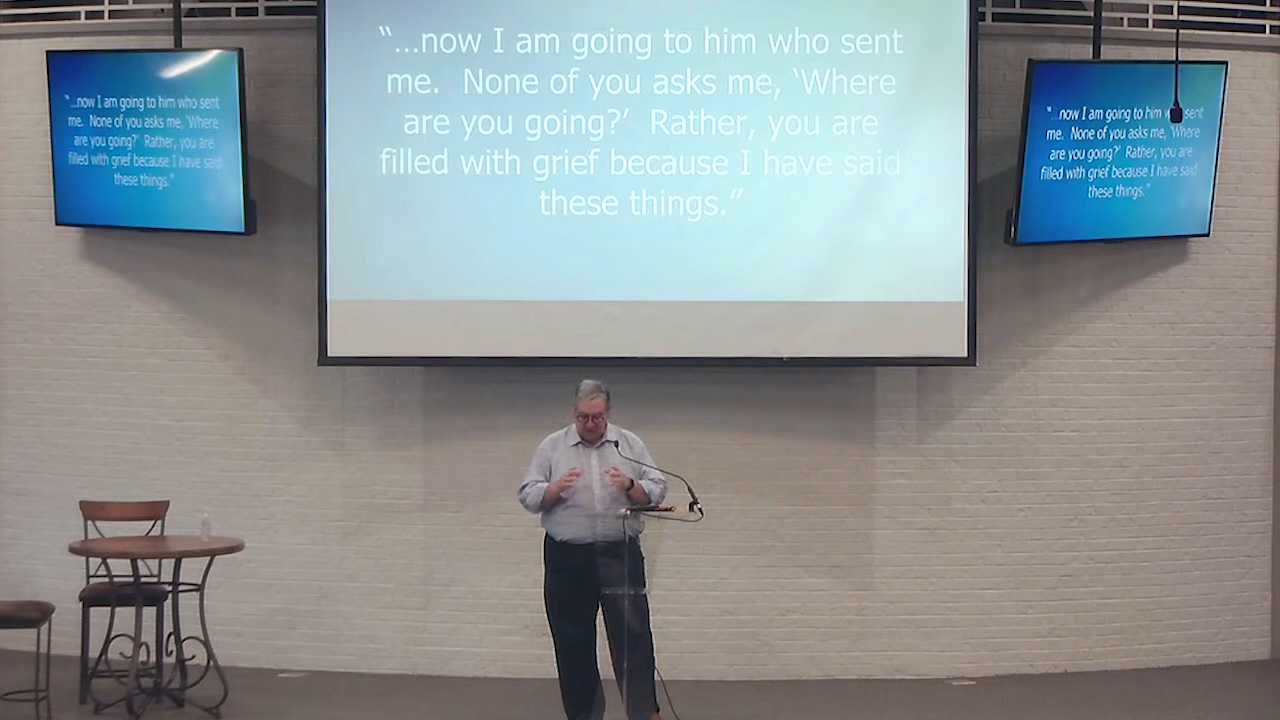 “...now I am going to him who sent
me.  None of you asks me, ‘Where
are you going?’  Rather, you are
filled with grief because I have said
these things.”
“...now I am going to him who sent
me.  None of you asks me, ‘Where
are you going?’  Rather, you are
filled with grief because I have said
these things.”
“...now I am going to him who sent
me.  None of you asks me, ‘Where
are you going?’  Rather, you are
filled with grief because I have said
these things.”